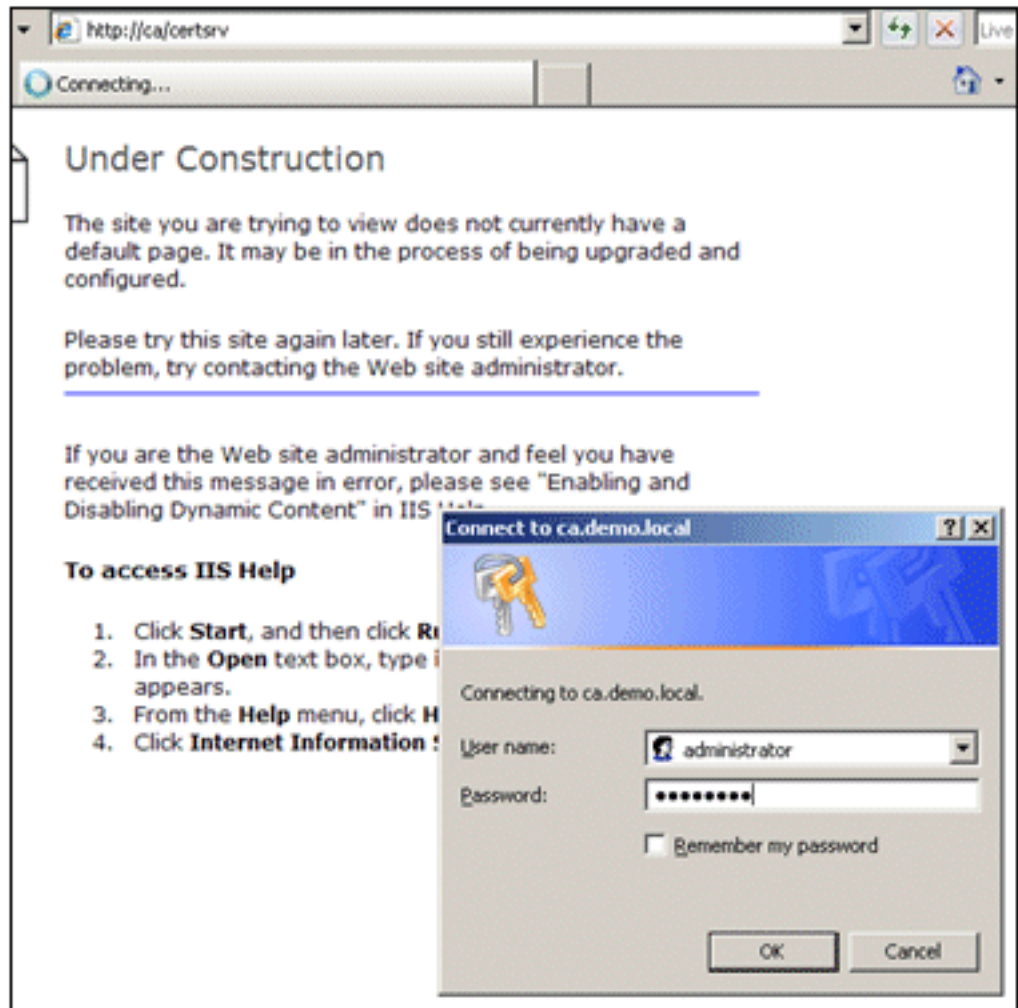 http://ca/certsrv
Live
Connecting...
Under Construction
The site you are trying to view does not currently have a
default page. It may be in the process of being upgraded and
configured.
Please try this site again later. If you still experience the
problem, try contacting the Web site administrator.
If you are the Web site administrator and feel you have
received this message in error, please see "Enabling and
Disabling Dynamic Content" in IIS
To access IIS Help
1. Click Start, and then click
2. In the Open text box, type
appears.
3. From the Help menu, click
4. Click Internet Information
Connect to ca.demo.local
Connecting to ca.demo.local.
User name:
administrator
Password:
••••••••
Remember my password
OK
Cancel